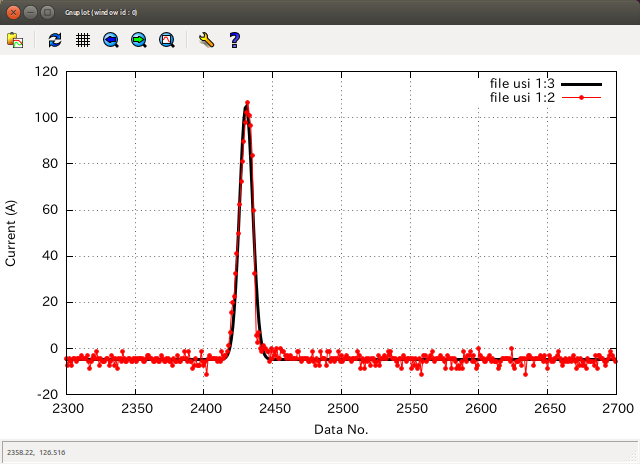 Gnuplot (window id : 0)
120
100
80
60
40
20
0
-20
Current (A)
file usi 1:3
file usi 1:2
2300 2350 2400 2450 2500 2550 2600 2650 2700
Data No.
2358.22, 126.516